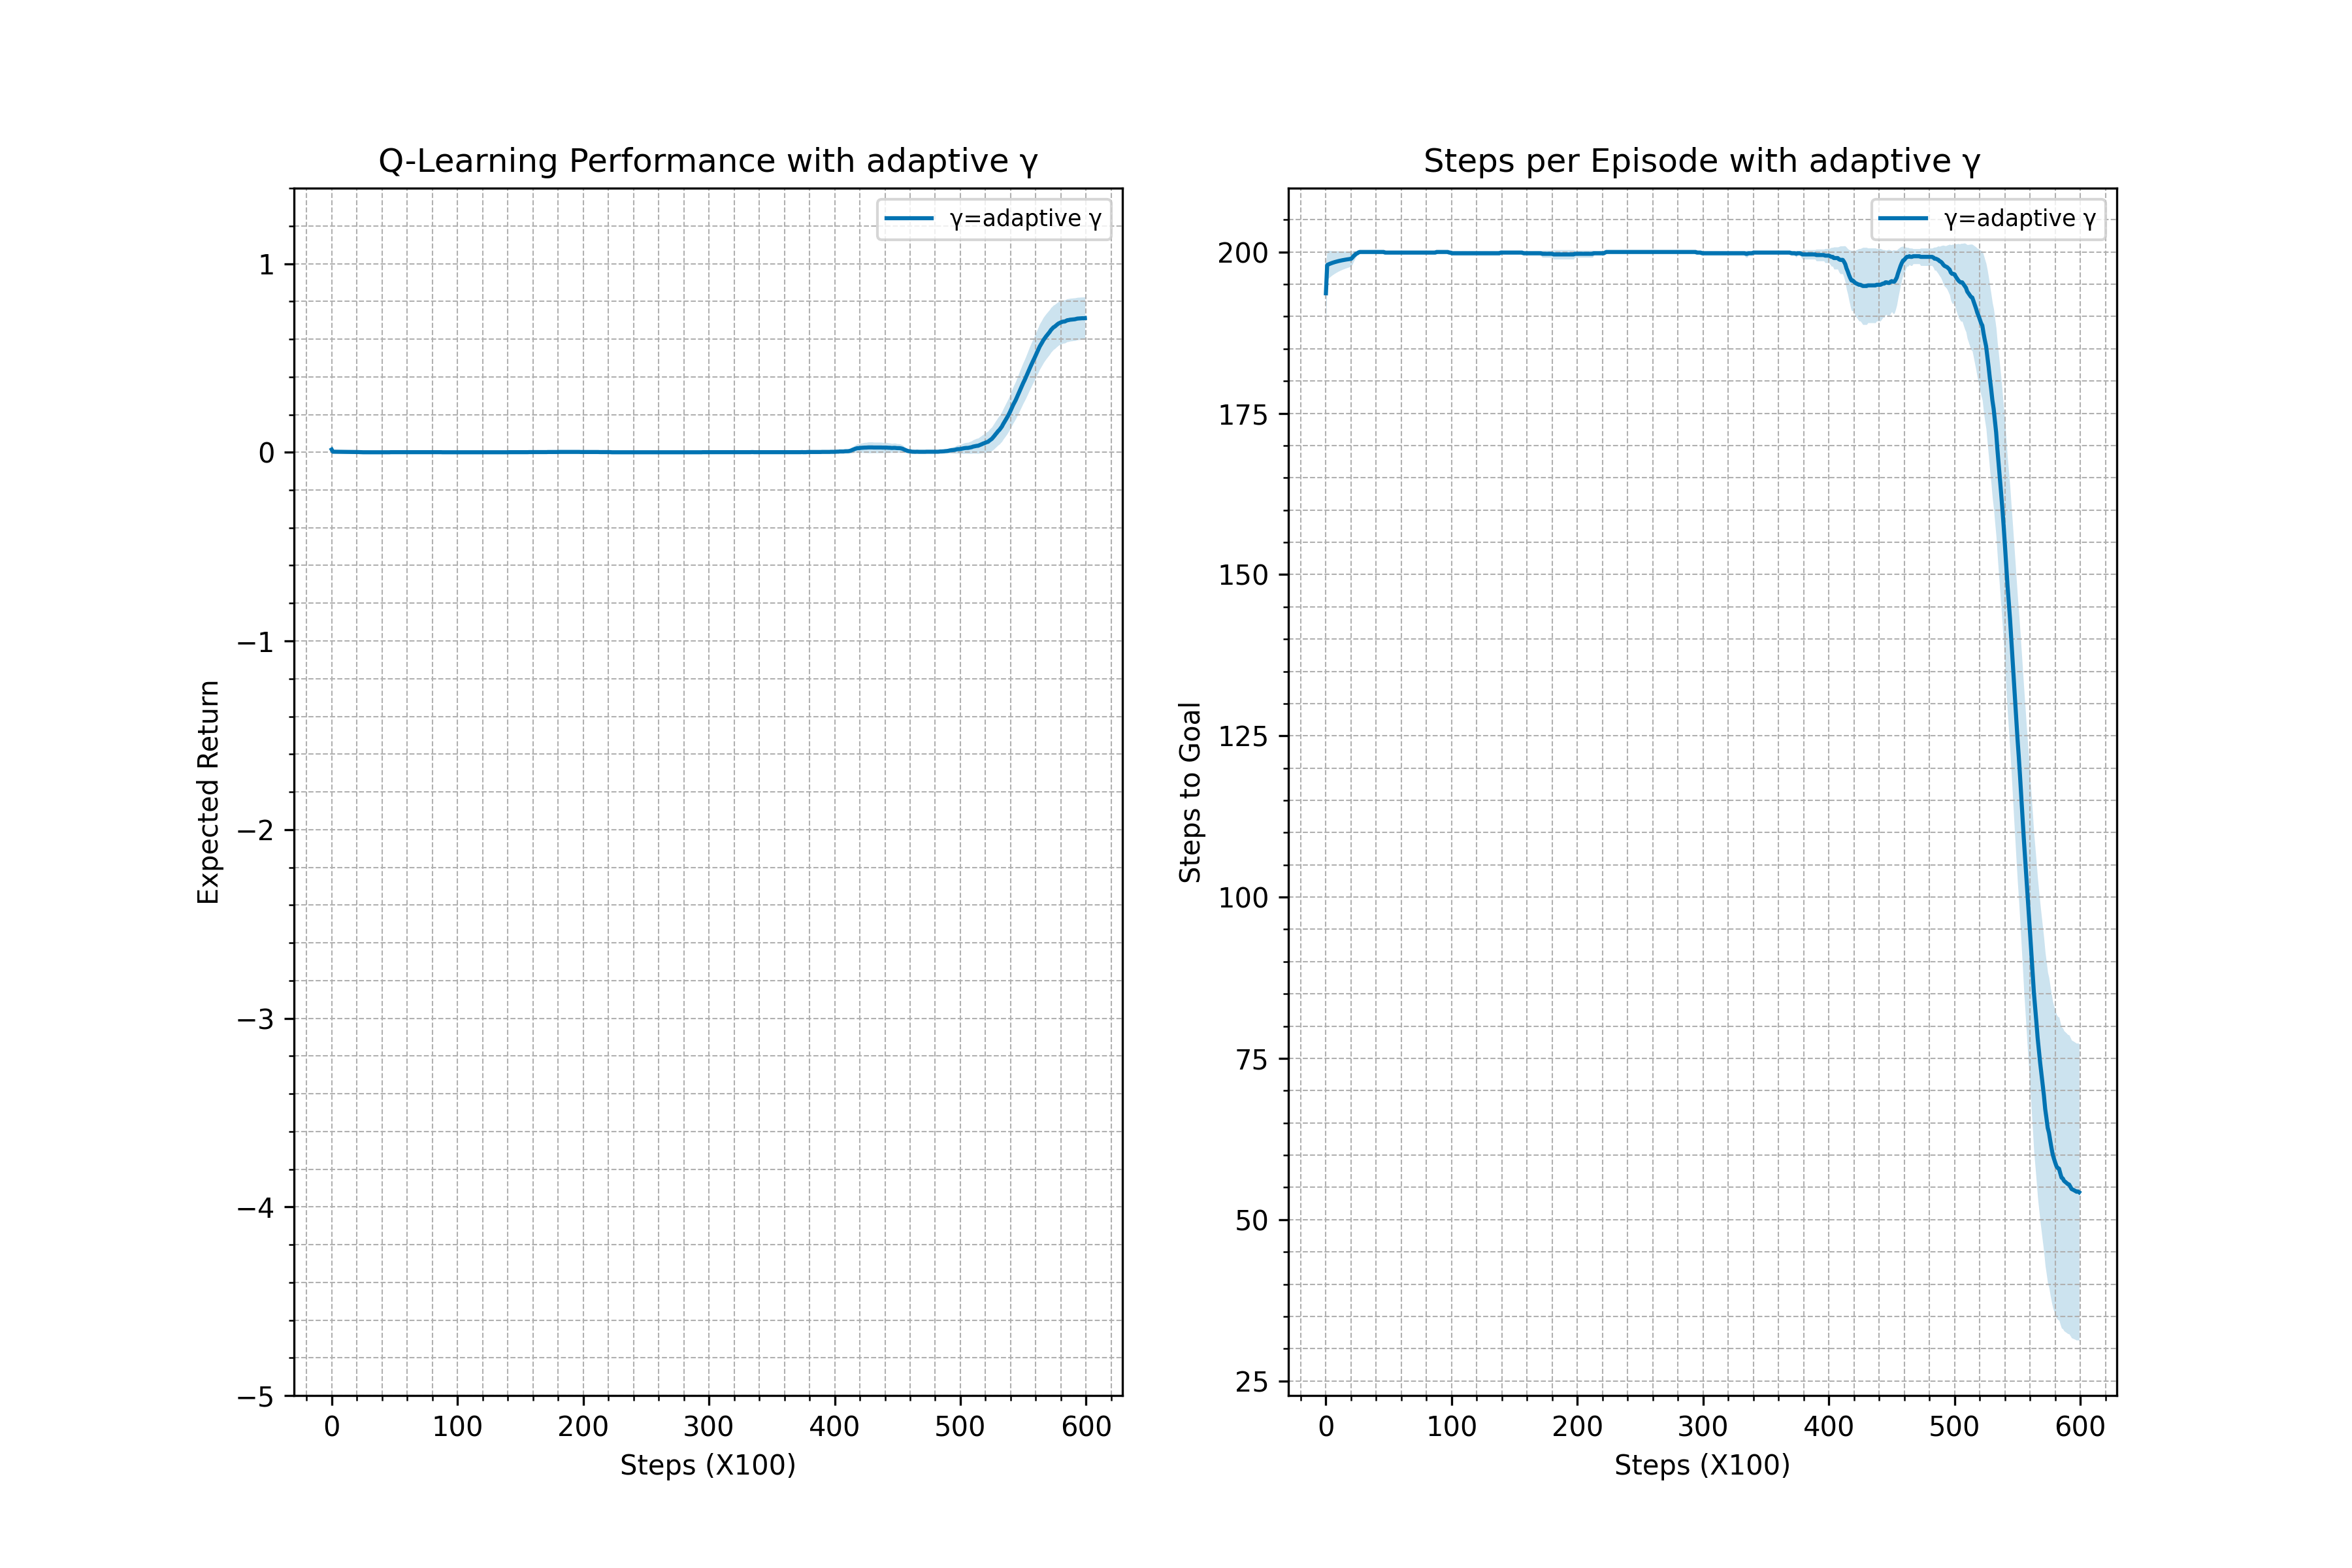 Q-Learning Performance with adaptive γ
γ=adaptive γ
1
0
−1
−2
−3
−4
−5
Expected Return
0 100 200 300 400 500 600
Steps (X100)
Steps per Episode with adaptive γ
γ=adaptive γ
200
175
150
125
100
75
50
25
Steps to Goal
0 100 200 300 400 500 600
Steps (X100)